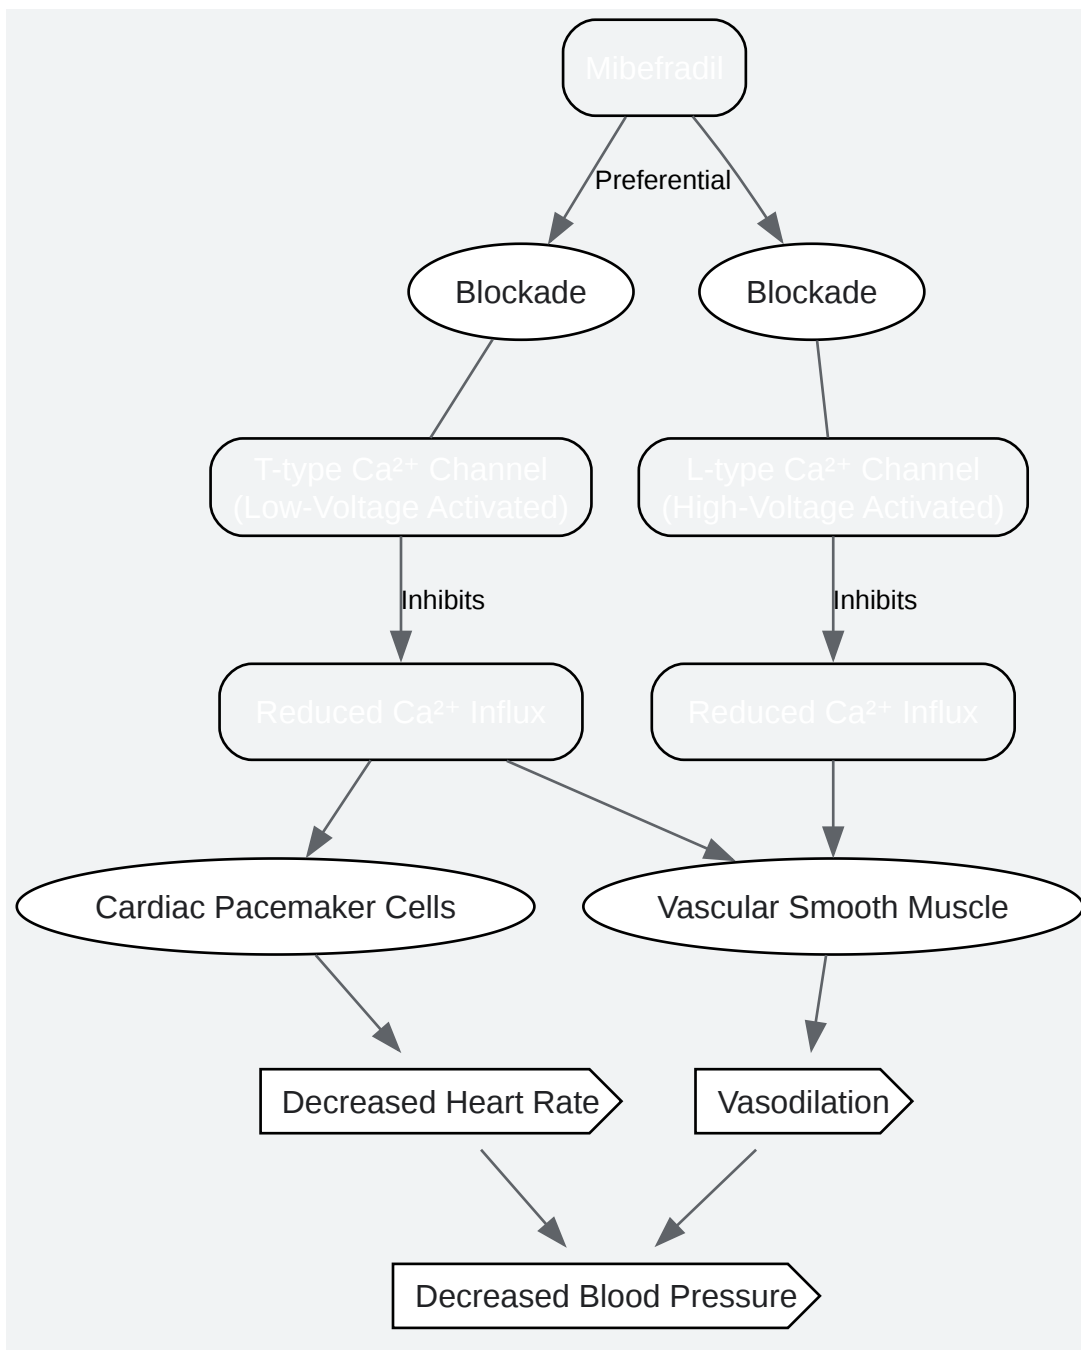 Mibefradil
Preferential
Blockade
Blockade
T-type Ca²⁺ Channel
(Low-Voltage Activated)
L-type Ca²⁺ Channel
(High-Voltage Activated)
Inhibits
Inhibits
Reduced Ca²⁺ Influx
Reduced Ca²⁺ Influx
Cardiac Pacemaker Cells
Vascular Smooth Muscle
Decreased Heart Rate
Vasodilation
Decreased Blood Pressure